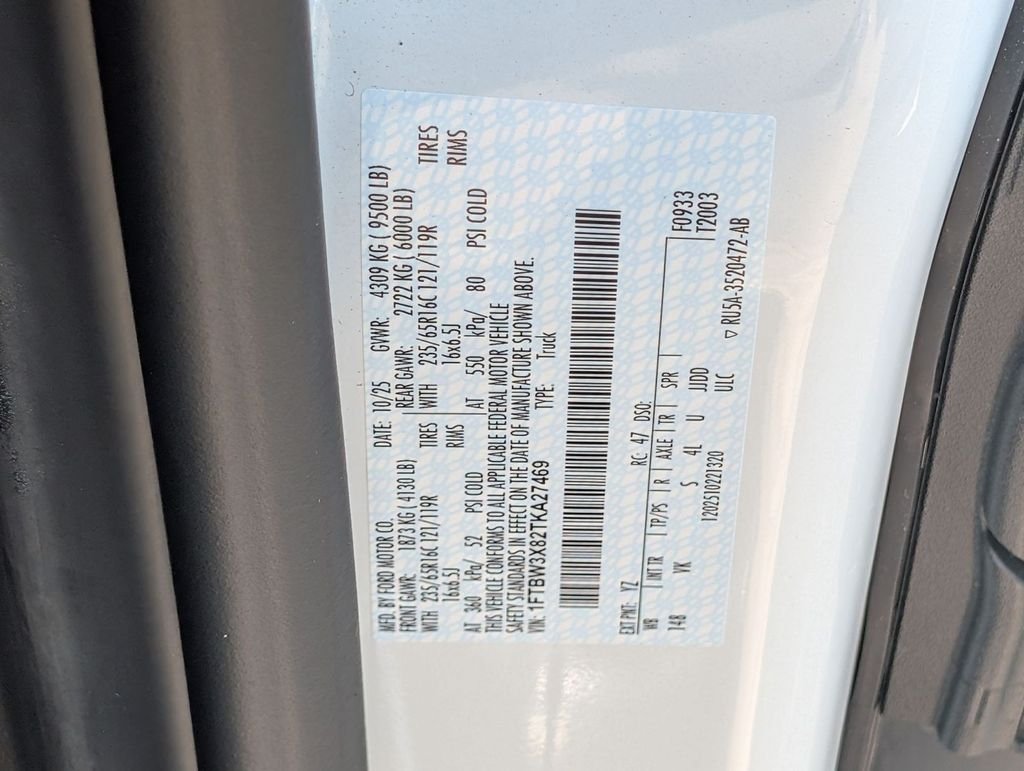 MFD. BY FORD MOTOR CO. DATE: 10/25 GVWR: 4309 KG ( 9500 LB)
FRONT GAWR: 1873 KG ( 4130 LB) REAR GAWR: 2722 KG ( 6000 LB)
WITH 235/65R16C 121/119R TIRES WITH 235/65R16C 121/119R TIRES
16x6.5J RIMS 16x6.5J RIMS
AT 360 kPa/ 52 PSI COLD AT 550 kPa/ 80 PSI COLD
THIS VEHICLE CONFORMS TO ALL APPLICABLE FEDERAL MOTOR VEHICLE
SAFETY STANDARDS IN EFFECT ON THE DATE OF MANUFACTURE SHOWN ABOVE.
VIN: 1FTBW3X82TKA27469 TYPE: Truck
EXT PNT: YZ RC: 47 DSO: F0933
WB INT TR TP/PS R AXLE TR SPR T2003
148 VK S 4L U JJDD
1202510221320 ULC
▽ RU5A-3520472-AB